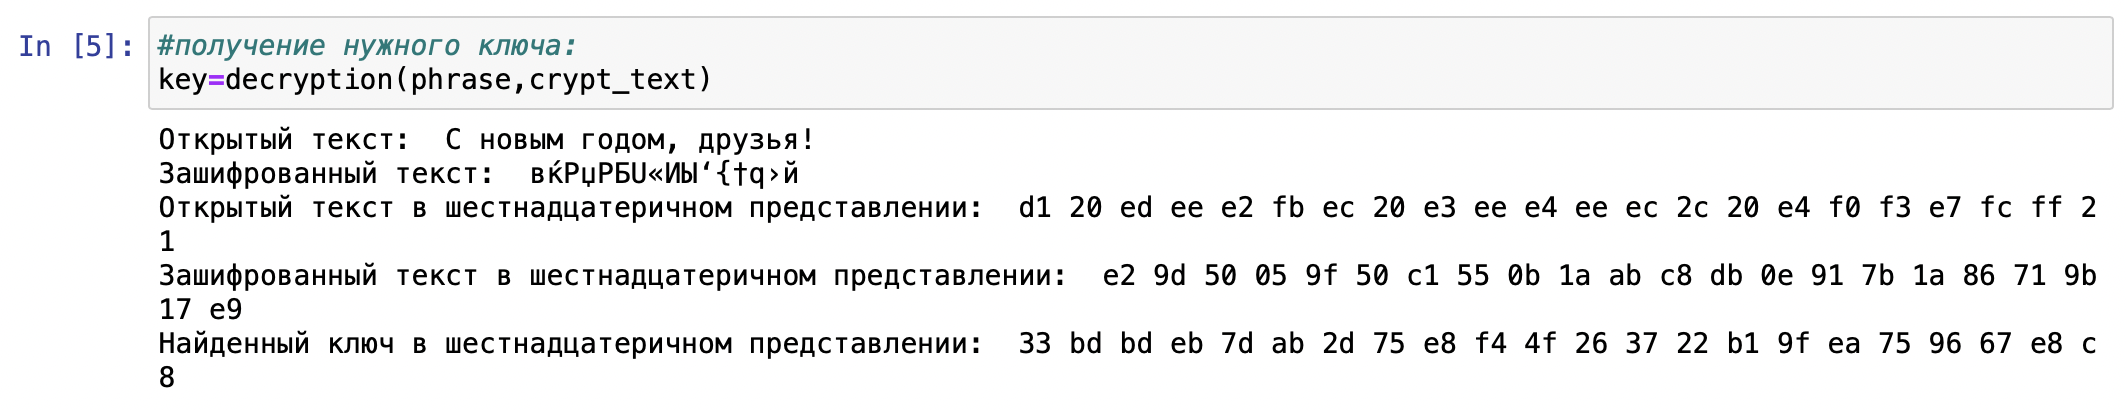 In [5]: #получение нужного ключа:
key=decryption(phrase,crypt_text)
Открытый текст:  С новым годом, друзья!
Зашифрованный текст:  вќPџPБU«ИЫ‘{†q›й
Открытый текст в шестнадцатеричном представлении:  d1 20 ed ee e2 fb ec 20 e3 ee e4 ee ec 2c 20 e4 f0 f3 e7 fc ff 2
1
Зашифрованный текст в шестнадцатеричном представлении:  e2 9d 50 05 9f 50 c1 55 0b 1a ab c8 db 0e 91 7b 1a 86 71 9b
17 e9
Найденный ключ в шестнадцатеричном представлении:  33 bd bd eb 7d ab 2d 75 e8 f4 4f 26 37 22 b1 9f ea 75 96 67 e8 c
8